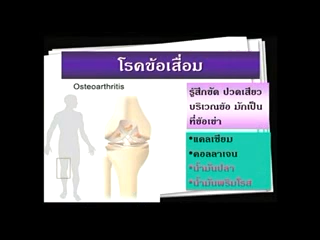 โรคข้อเสื่อม
Osteoarthritis
รู้สึกขัด ปวดเสียว
บริเวณข้อ มักเป็น
ที่ข้อเข่า
•แคลเซียม
•คอลลาเจน
•น้ำมันปลา
•น้ำมันพริมโรส